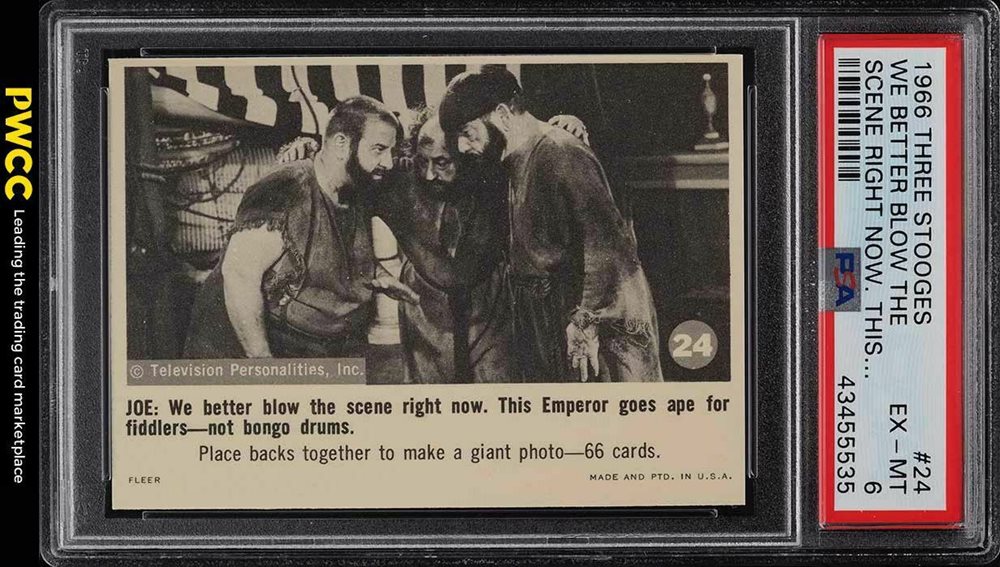 PWCC Leading the trading card marketplace
24
© Television Personalities, Inc.
JOE: We better blow the scene right now. This Emperor goes ape for
fiddlers—not bongo drums.
Place backs together to make a giant photo—66 cards.
FLEER MADE AND PTD. IN U.S.A.
1966 THREE STOOGES #24
WE BETTER BLOW THE EX – MT
SCENE RIGHT NOW. THIS... 6
PSA 43455535